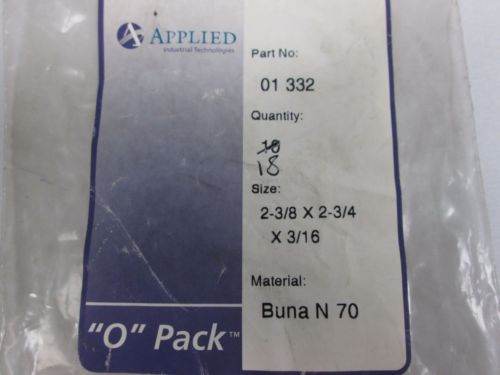 APPLIED
Industrial Technologies
Part No:
01 332
Quantity:
18
Size:
2-3/8 X 2-3/4
X 3/16
Material:
Buna N 70
"O" Pack™